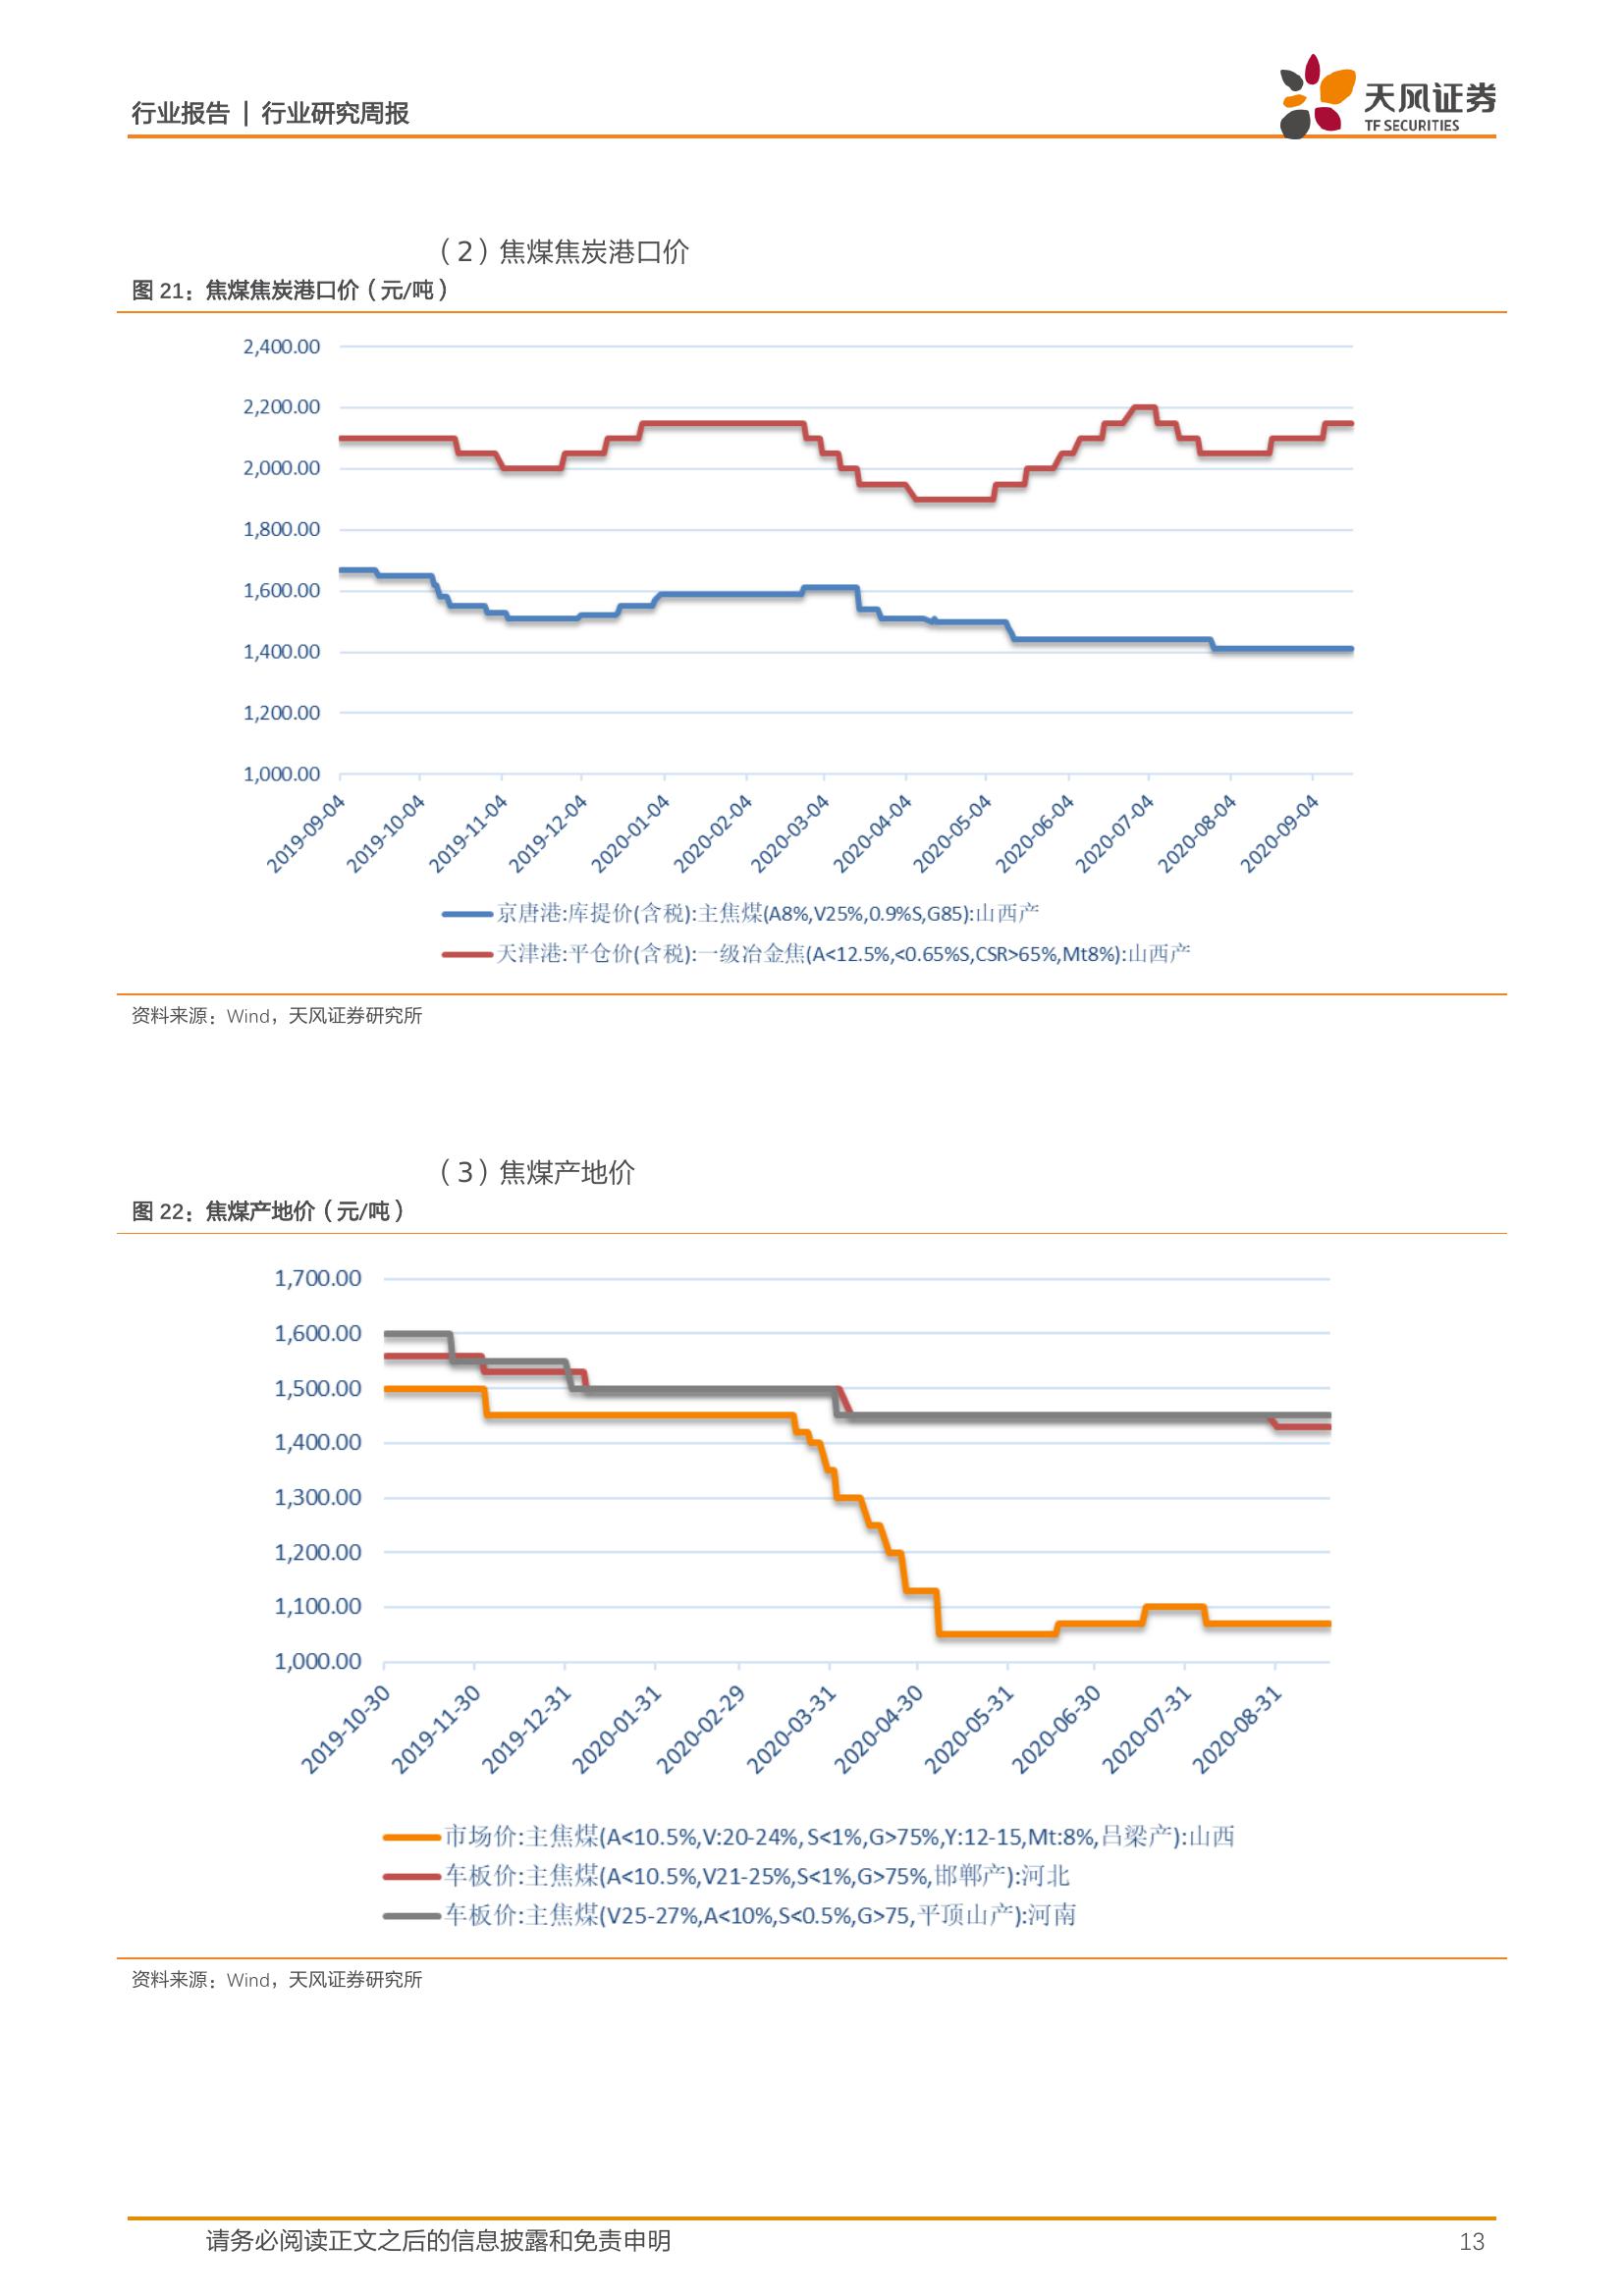 行业报告 | 行业研究周报
天风证券
TF SECURITIES
（2）焦煤焦炭港口价
图 21：焦煤焦炭港口价（元/吨）
2,400.00
2,200.00
2,000.00
1,800.00
1,600.00
1,400.00
1,200.00
1,000.00
2019-09-04
2019-10-04
2019-11-04
2019-12-04
2020-01-04
2020-02-04
2020-03-04
2020-04-04
2020-05-04
2020-06-04
2020-07-04
2020-08-04
2020-09-04
京唐港:库提价(含税):主焦煤(A8%,V25%,0.9%S,G85):山西产
天津港:平仓价(含税):一级冶金焦(A<12.5%,<0.65%S,CSR>65%,Mt8%):山西产
资料来源：Wind，天风证券研究所
（3）焦煤产地价
图 22：焦煤产地价（元/吨）
1,700.00
1,600.00
1,500.00
1,400.00
1,300.00
1,200.00
1,100.00
1,000.00
2019-10-30
2019-11-30
2019-12-31
2020-01-31
2020-02-29
2020-03-31
2020-04-30
2020-05-31
2020-06-30
2020-07-31
2020-08-31
市场价:主焦煤(A<10.5%,V:20-24%,S<1%,G>75%,Y:12-15,Mt:8%,吕梁产):山西
车板价:主焦煤(A<10.5%,V21-25%,S<1%,G>75%,邯郸产):河北
车板价:主焦煤(V25-27%,A<10%,S<0.5%,G>75,平顶山产):河南
资料来源：Wind，天风证券研究所
请务必阅读正文之后的信息披露和免责申明
13